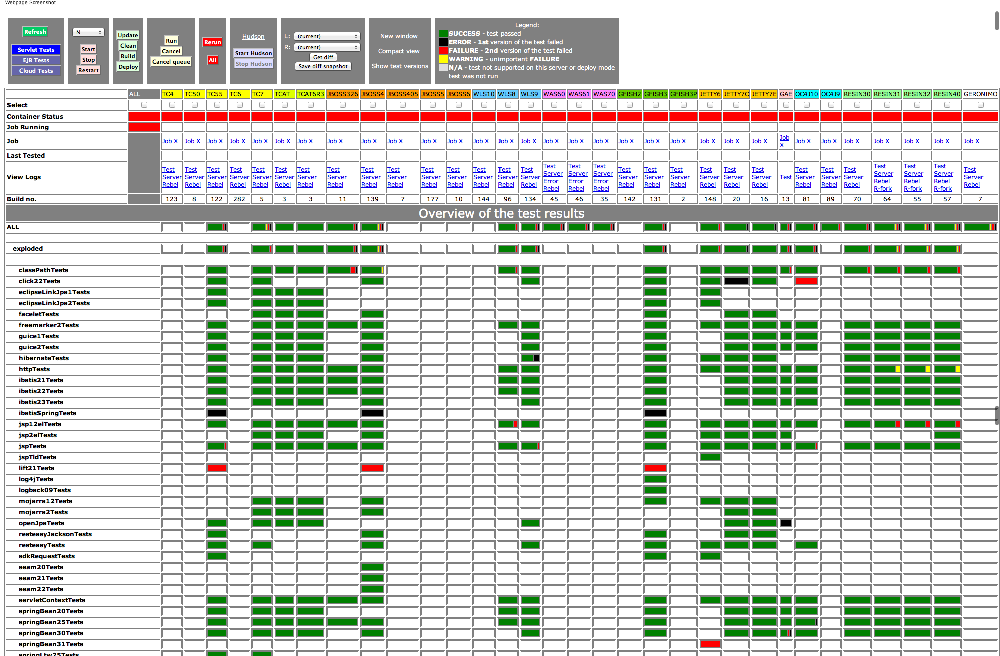 Webpage Screenshot
Refresh
Servlet Tests
EJB Tests
Cloud Tests
N
Start
Stop
Restart
Update
Clean
Build
Deploy
Run
Cancel
Cancel queue
Rerun
All
Hudson
Start Hudson
Stop Hudson
L: (current)
R: (current)
Get diff
Save diff snapshot
New window
Compact view
Show test versions
Legend:
SUCCESS - test passed
ERROR - 1st version of the test failed
FAILURE - 2nd version of the test failed
WARNING - unimportant FAILURE
N/A - test not supported on this server or deploy mode
test was not run
ALL TC4 TC50 TC55 TC6 TC7 TCAT TCAT6R3 JBOSS326 JBOSS4 JBOSS405 JBOSS5 JBOSS6 WLS10 WLS8 WLS9 WAS60 WAS61 WAS70 GFISH2 GFISH3 GFISH3P JETTY6 JETTY7C JETTY7E GAE OC4J10 OC4J9 RESIN30 RESIN31 RESIN32 RESIN40 GERONIMO
Select
Container Status
Job Running
Job Job X Job X Job X Job X Job X Job X Job X Job X Job X Job X Job X Job X Job X Job X Job X Job X Job X Job X Job X Job X Job X Job X Job X Job X Job X Job X Job X Job X Job X Job X Job X Job X
Last Tested
View Logs
Test Test Test Test Test Test Test Test Test Test Test Test Test Test Test Test Test Test Test Test Test Test Test Test Test Test Test Test Test Test Test Test
Server Server Server Server Server Server Server Server Server Server Server Server Server Server Server Server Server Server Server Server Server Server Server Server Server Server Server Server Server Server Server
Error Error Error
Rebel Rebel Rebel Rebel Rebel Rebel Rebel Rebel Rebel Rebel Rebel Rebel Rebel Rebel Rebel Rebel Rebel Rebel Rebel Rebel Rebel Rebel Rebel Rebel Rebel Rebel Rebel Rebel Rebel Rebel Rebel
R-fork R-fork R-fork
Build no. 123 8 122 282 5 3 3 11 139 7 177 10 144 96 134 45 46 35 142 131 2 148 20 16 13 81 89 70 64 55 57 7
Overview of the test results
ALL
exploded
classPathTests
click22Tests
eclipseLinkJpa1Tests
eclipseLinkJpa2Tests
faceletTests
freemarker2Tests
guice1Tests
guice2Tests
hibernateTests
httpTests
ibatis21Tests
ibatis22Tests
ibatis23Tests
ibatisSpringTests
jsp12elTests
jsp2elTests
jspTests
jspTldTests
lift21Tests
log4jTests
logback09Tests
mojarra12Tests
mojarra2Tests
openJpaTests
resteasyJacksonTests
resteasyTests
sdkRequestTests
seam20Tests
seam21Tests
seam22Tests
servletContextTests
springBean20Tests
springBean25Tests
springBean30Tests
springBean31Tests
springLtw25Tests